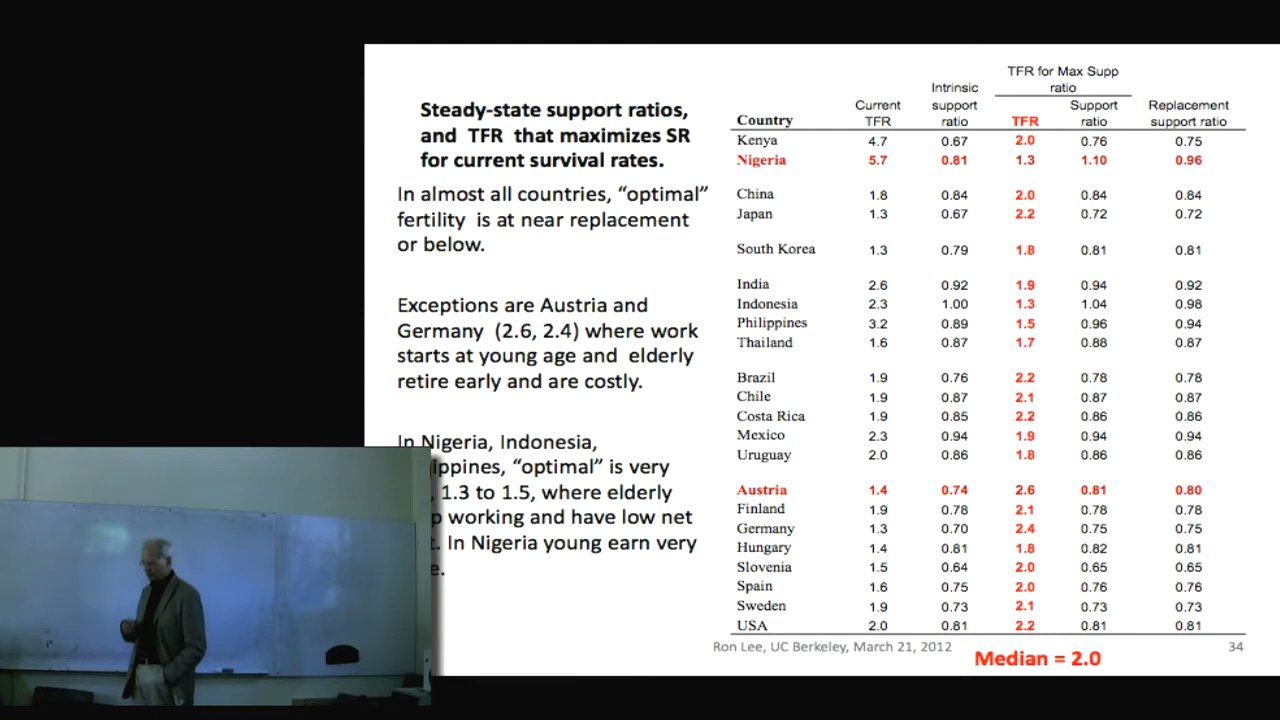 Steady-state support ratios,
and TFR that maximizes SR
for current survival rates.
In almost all countries, “optimal”
fertility is at near replacement
or below.
Exceptions are Austria and
Germany (2.6, 2.4) where work
starts at young age and elderly
retire early and are costly.
In Nigeria, Indonesia,
“optimal” is very
1.3 to 1.5, where elderly
working and have low net
In Nigeria young earn very
TFR for Max Supp
ratio
Current
TFR
Intrinsic
support
ratio
Support
ratio
Replacement
support ratio
Country TFR
Kenya 4.7 0.67 2.0 0.76 0.75
Nigeria 5.7 0.81 1.3 1.10 0.96
China 1.8 0.84 2.0 0.84 0.84
Japan 1.3 0.67 2.2 0.72 0.72
South Korea 1.3 0.79 1.8 0.81 0.81
India 2.6 0.92 1.9 0.94 0.92
Indonesia 2.3 1.00 1.3 1.04 0.98
Philippines 3.2 0.89 1.5 0.96 0.94
Thailand 1.6 0.87 1.7 0.88 0.87
Brazil 1.9 0.76 2.2 0.78 0.78
Chile 1.9 0.87 2.1 0.87 0.87
Costa Rica 1.9 0.85 2.2 0.86 0.86
Mexico 2.3 0.94 1.9 0.94 0.94
Uruguay 2.0 0.86 1.8 0.86 0.86
Austria 1.4 0.74 2.6 0.81 0.80
Finland 1.9 0.78 2.1 0.78 0.78
Germany 1.3 0.70 2.4 0.75 0.75
Hungary 1.4 0.81 1.8 0.82 0.81
Slovenia 1.5 0.64 2.0 0.65 0.65
Spain 1.6 0.75 2.0 0.76 0.76
Sweden 1.9 0.73 2.1 0.73 0.73
USA 2.0 0.81 2.2 0.81 0.81
Ron Lee, UC Berkeley, March 21, 2012
Median = 2.0
34